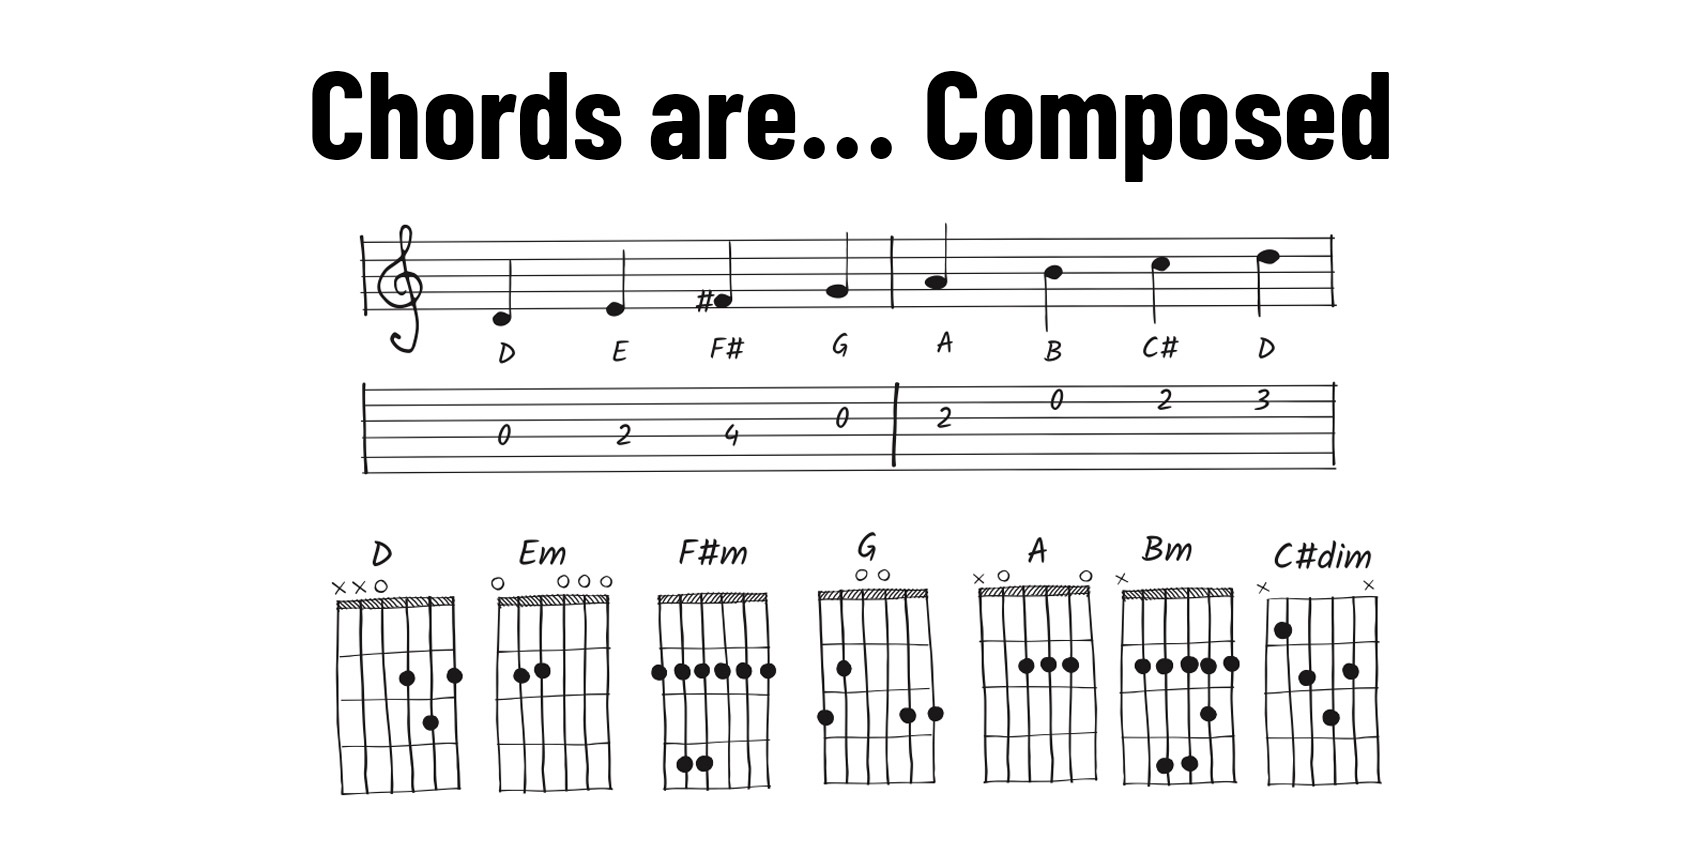 Chords are... Composed
#
D E F# G A B C# D
0 2 4 0 2 0 2 3
D Em F#m G A Bm C#dim
x x o o o o o o o x o o x x x